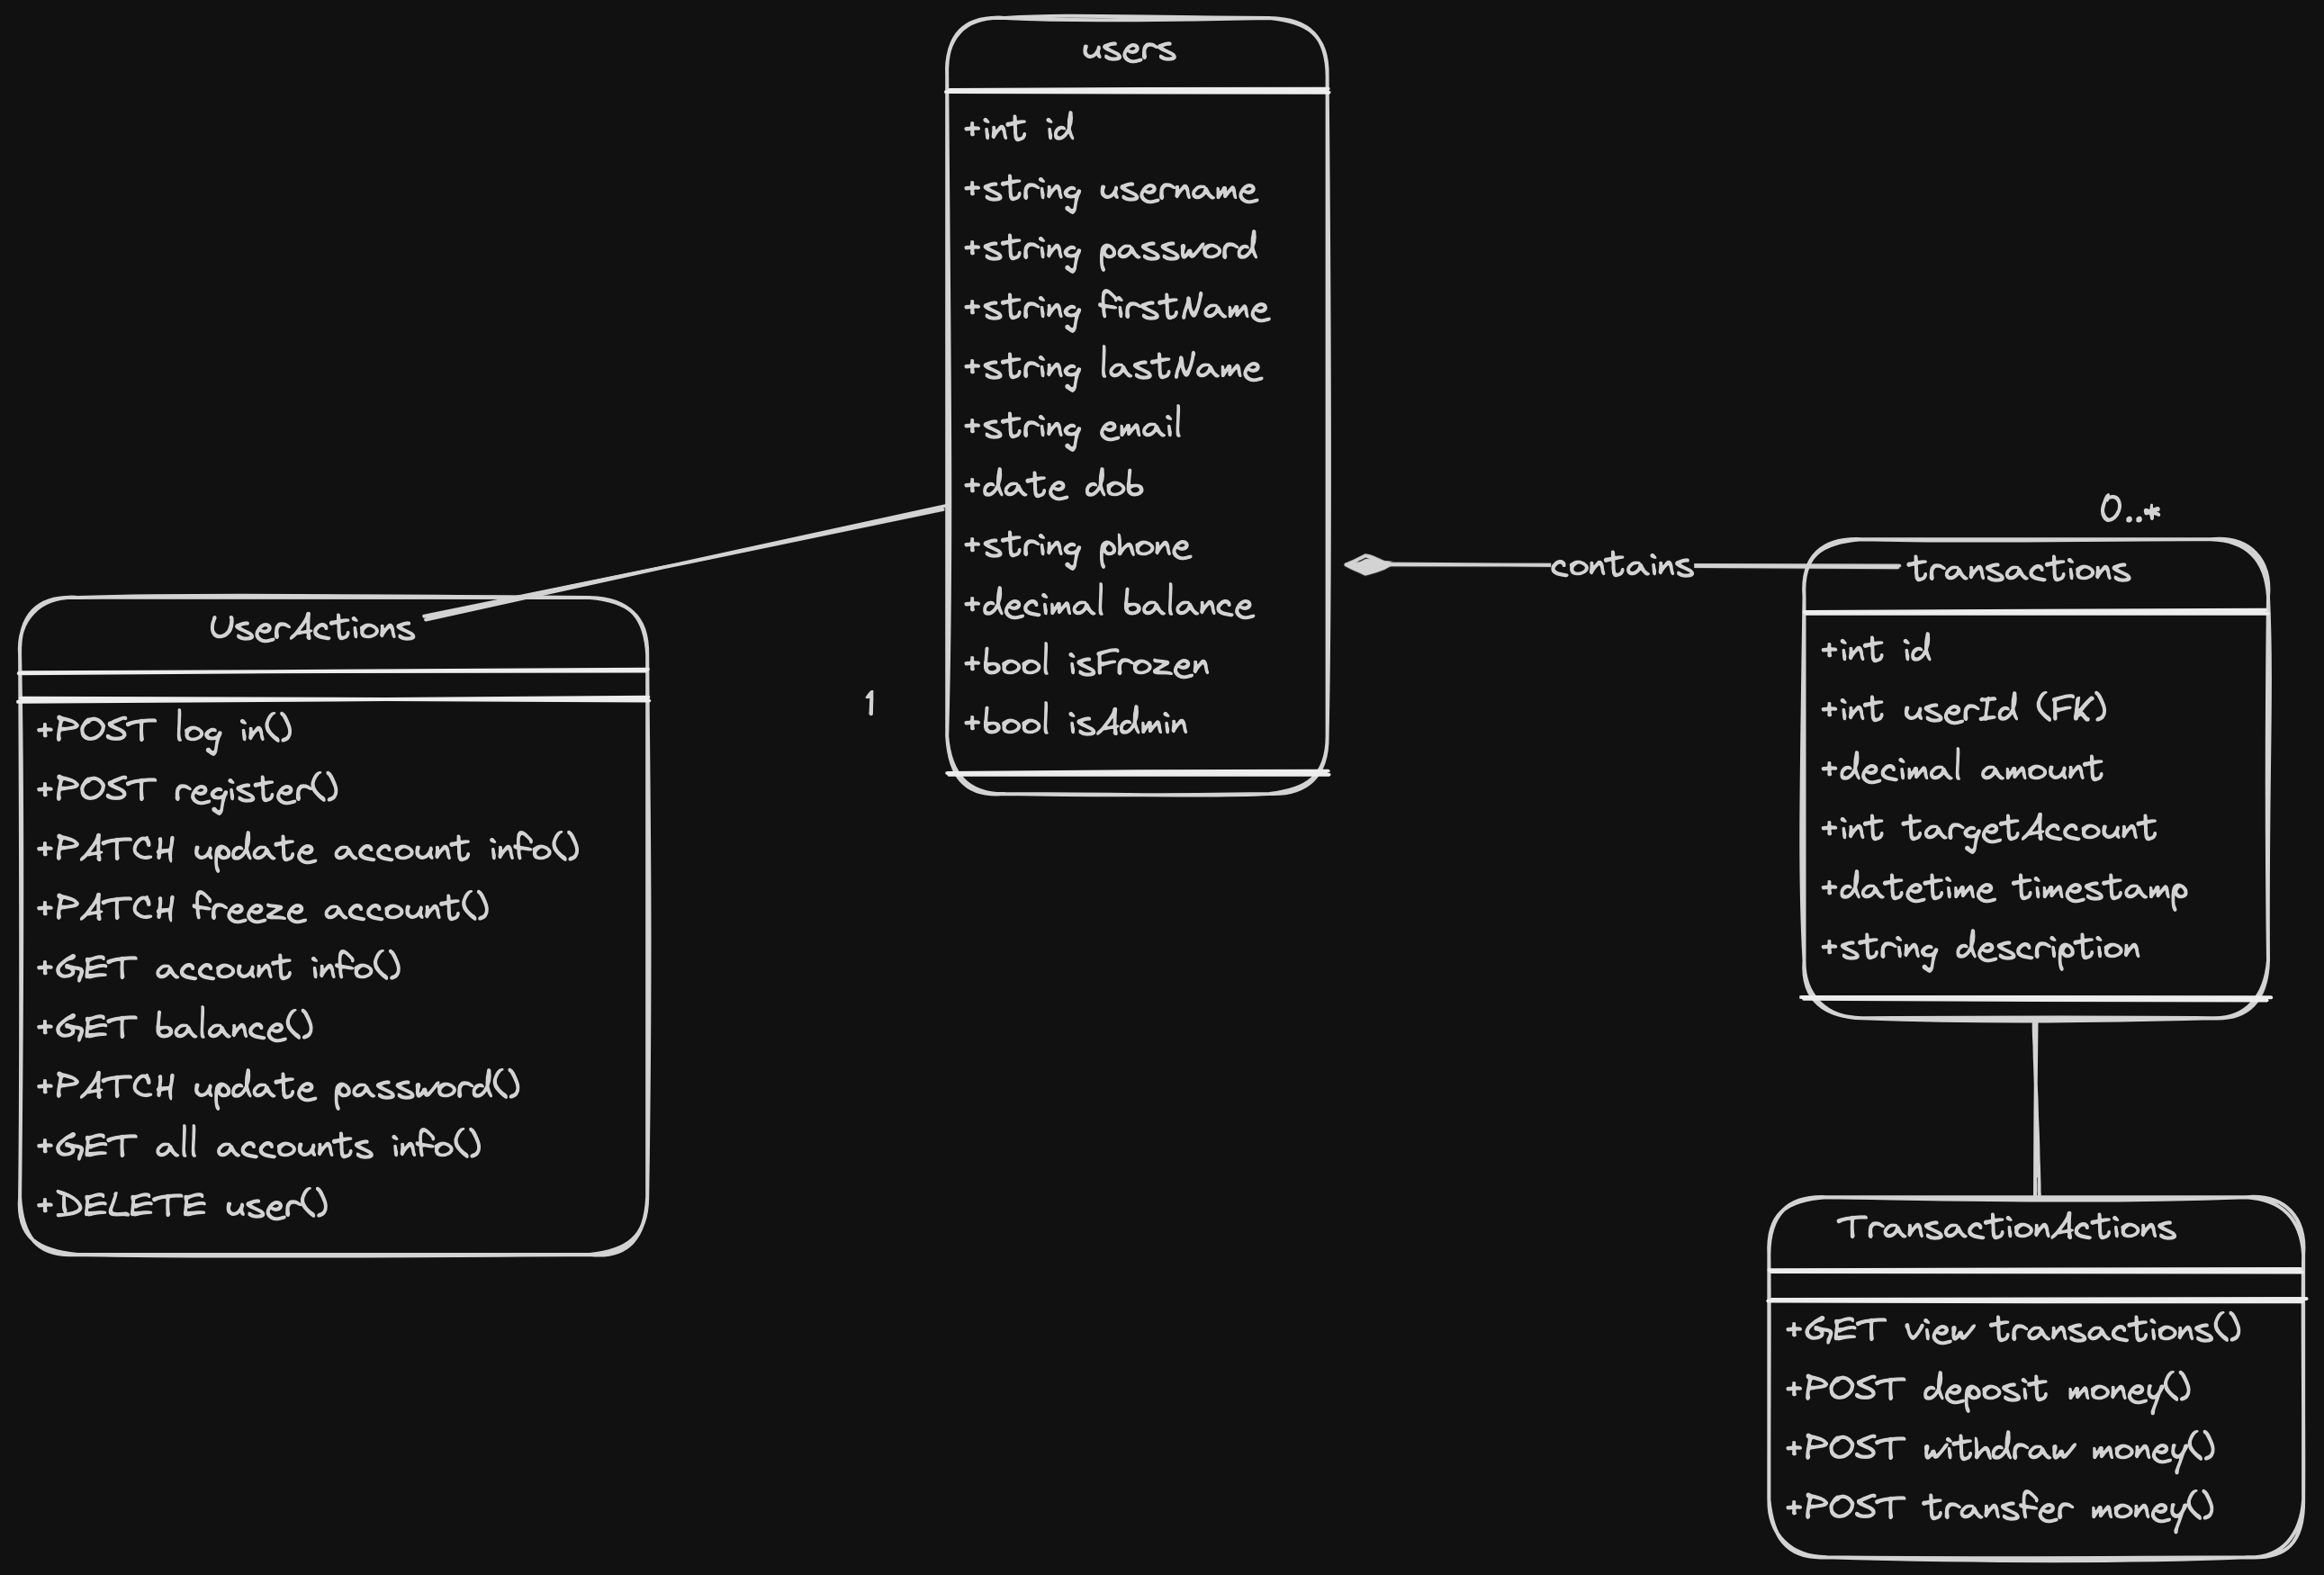 users
+int id
+string username
+string password
+string firstName
+string lastName
+string email
+date dob
+string phone
+decimal balance
+bool isFrozen
+bool isAdmin
UserActions
+POST log in()
+POST register()
+PATCH update account info()
+PATCH freeze account()
+GET account info()
+GET balance()
+PATCH update password()
+GET all accounts info()
+DELETE user()
1
contains
0..*
transactions
+int id
+int userId (FK)
+decimal amount
+int targetAccount
+datetime timestamp
+string description
TransactionActions
+GET view transactions()
+POST deposit money()
+POST withdraw money()
+POST transfer money()